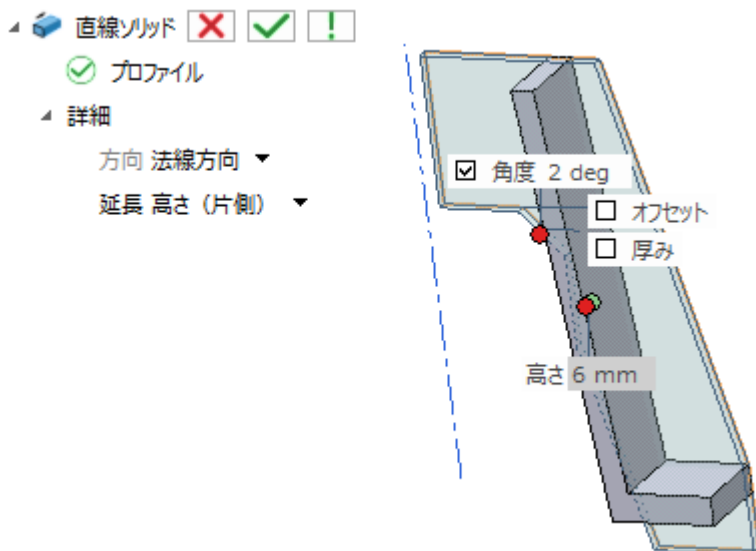 直線ソリッド
プロファイル
詳細
方向 法線方向
延長 高さ（片側）
角度 2 deg
オフセット
厚み
高さ 6 mm